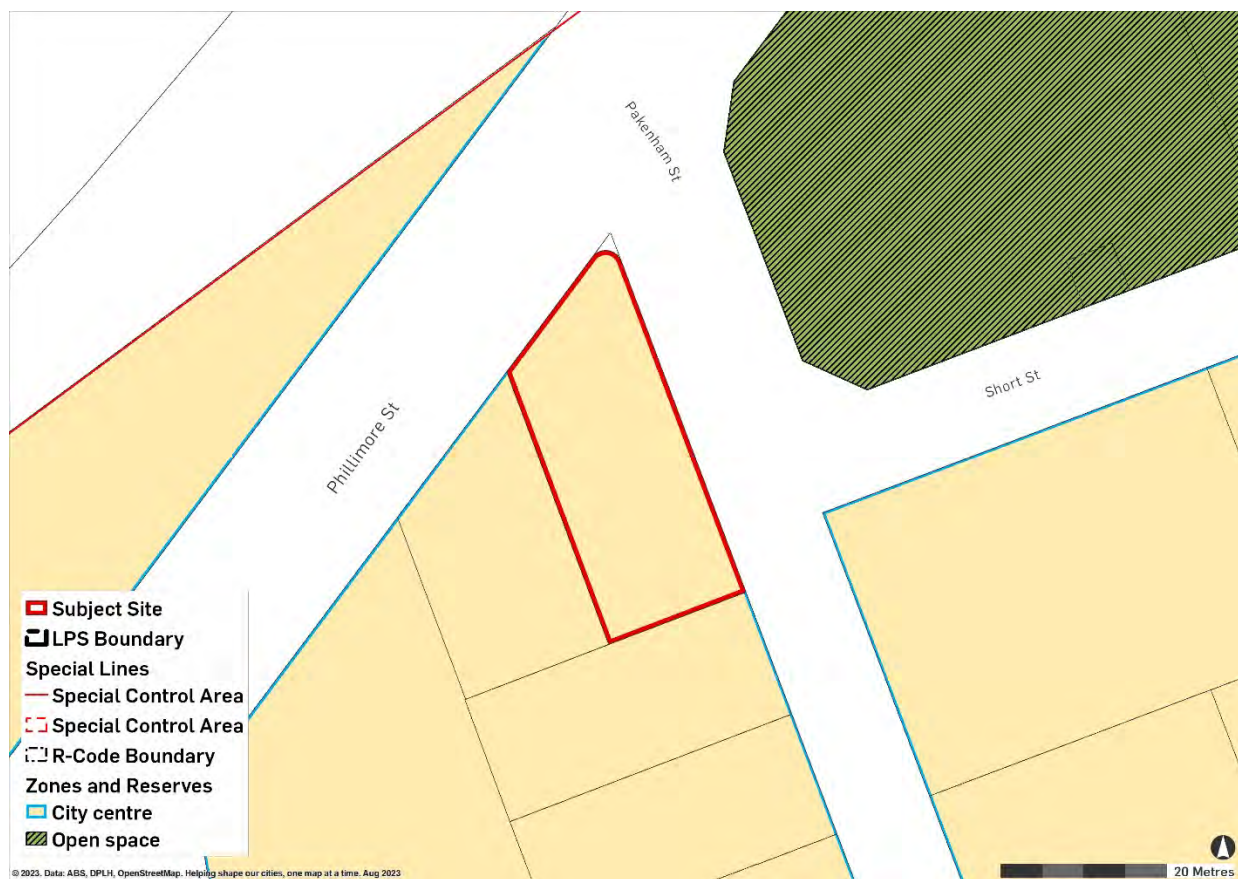 Pakenham St
Short St
Phillimore St
Subject Site
LPS Boundary
Special Lines
Special Control Area
Special Control Area
R-Code Boundary
Zones and Reserves
City centre
Open space
© 2023. Data: ABS, DPLH, OpenStreetMap. Helping shape our cities, one map at a time. Aug 2023
20 Metres